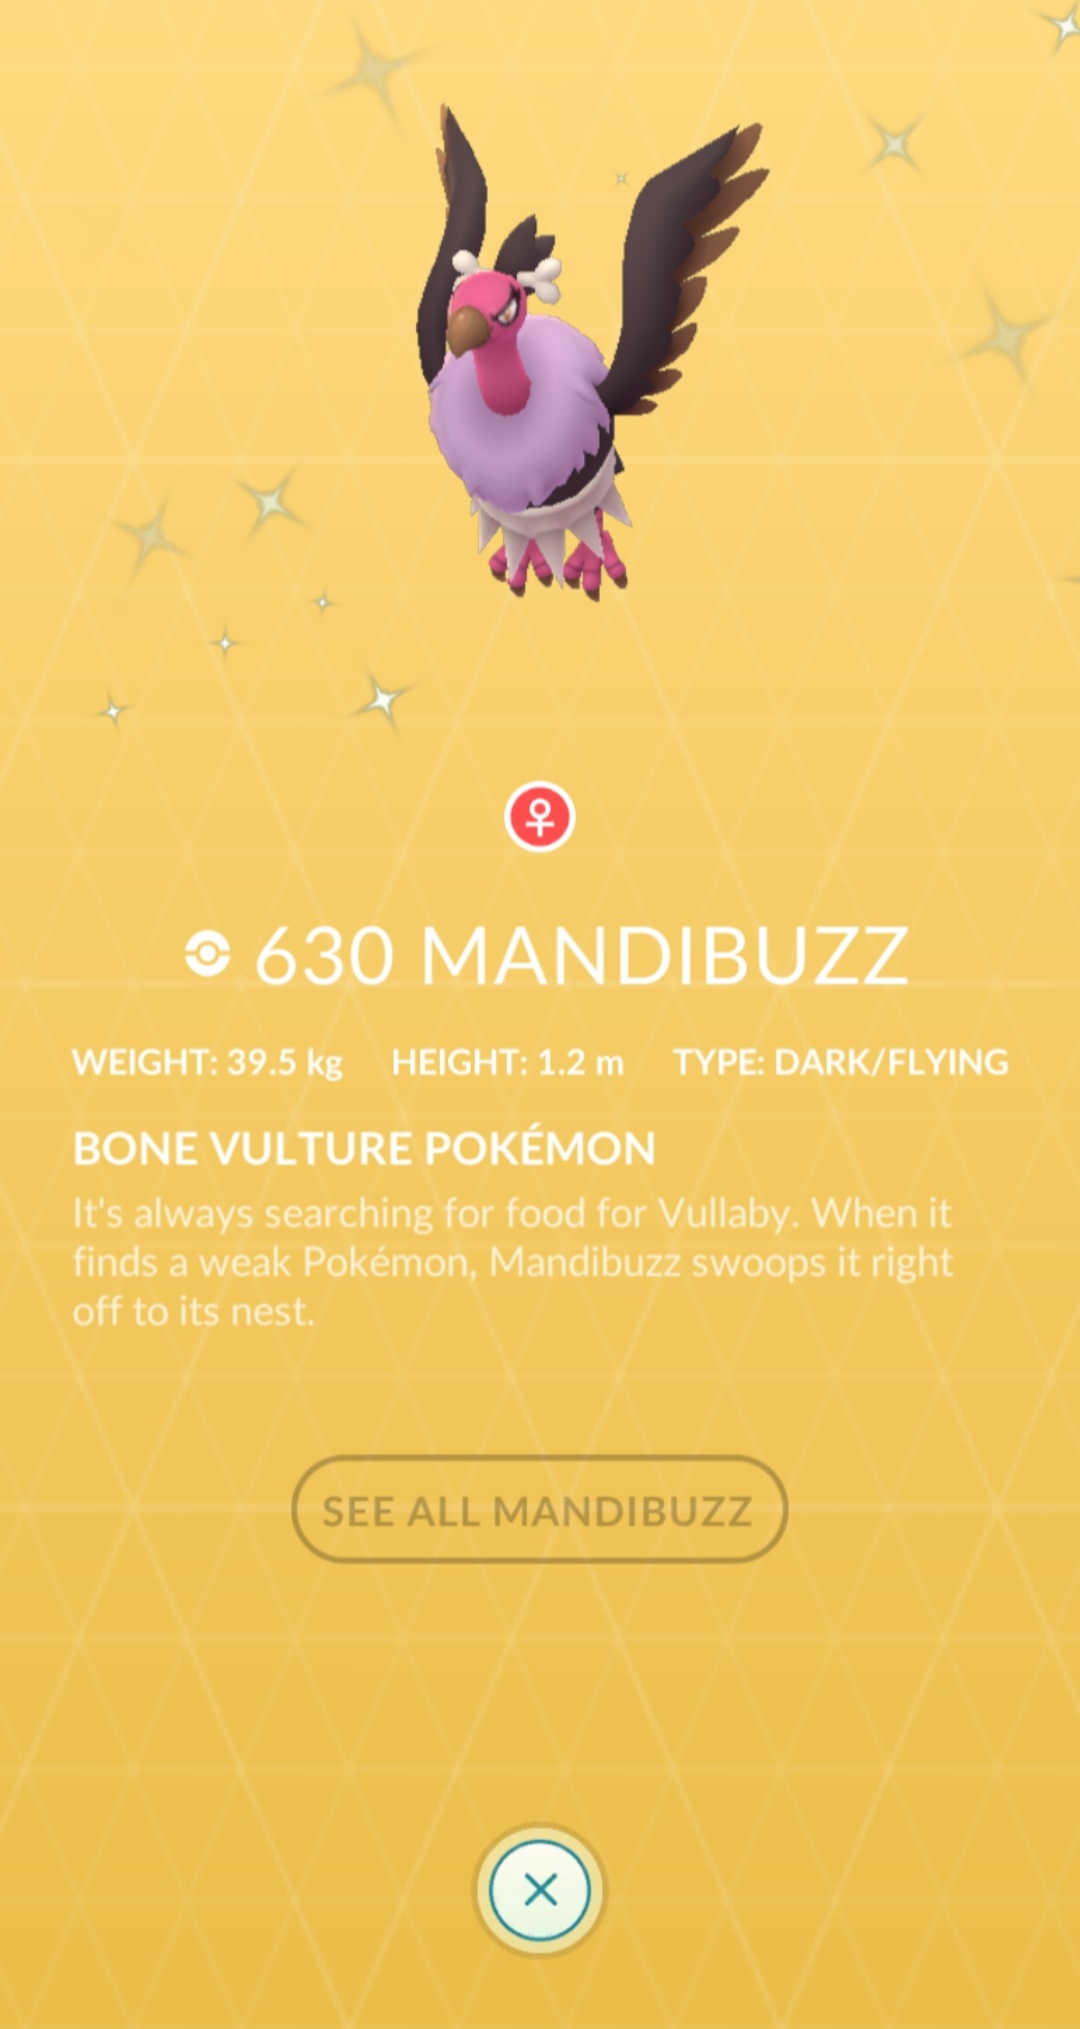 630 MANDIBUZZ
WEIGHT: 39.5 kg HEIGHT: 1.2 m TYPE: DARK/FLYING
BONE VULTURE POKÉMON
It's always searching for food for Vullaby. When it
finds a weak Pokémon, Mandibuzz swoops it right
off to its nest.
SEE ALL MANDIBUZZ